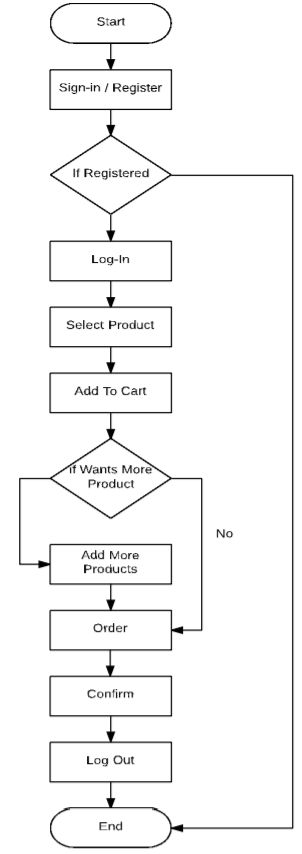 Start
Sign-in / Register
If Registered
Log-In
Select Product
Add To Cart
if Wants More
Product
No
Add More
Products
Order
Confirm
Log Out
End